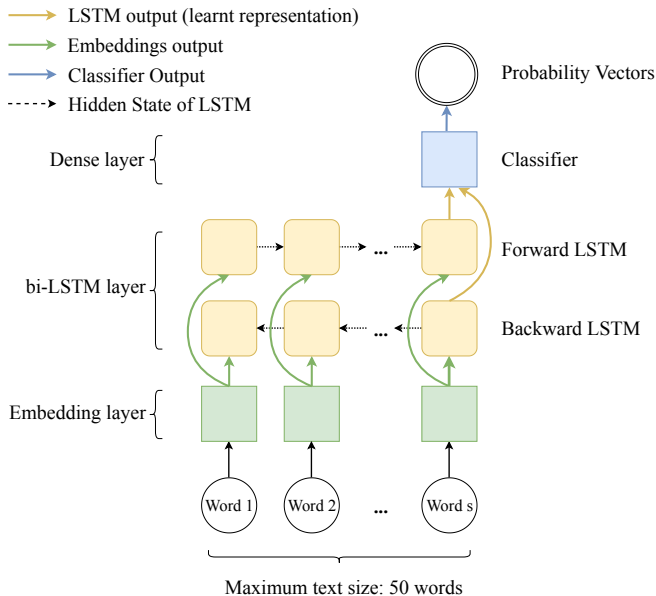 LSTM output (learnt representation)
Embeddings output
Classifier Output
Hidden State of LSTM
Probability Vectors
Dense layer
Classifier
bi-LSTM layer
...
Forward LSTM
...
Backward LSTM
Embedding layer
Word 1 Word 2 ... Word s
Maximum text size: 50 words